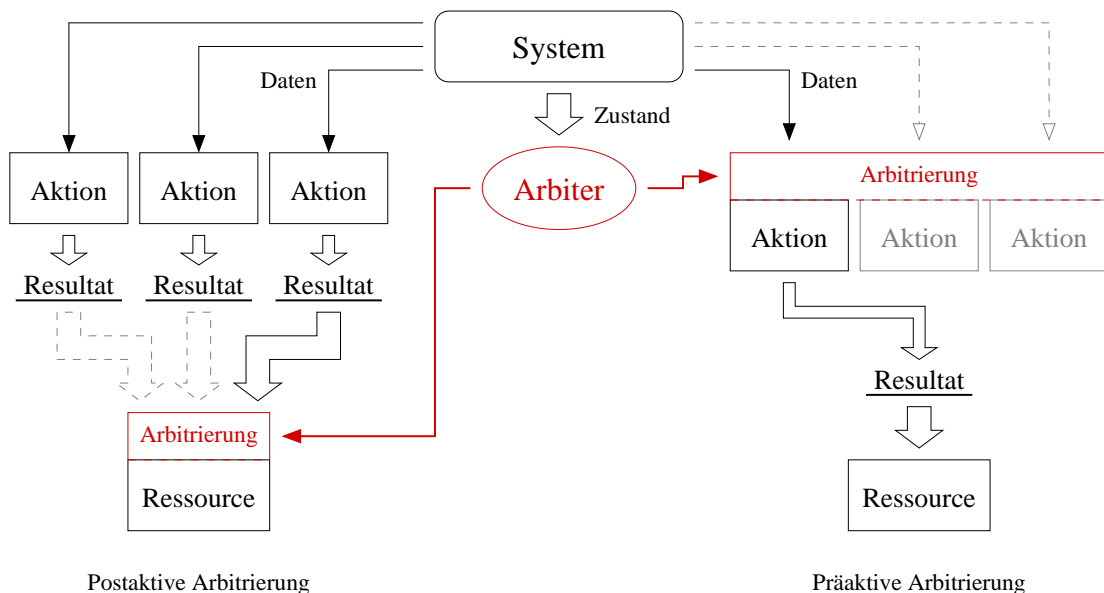 System
Daten
Daten
Zustand
Aktion
Aktion
Aktion
Arbiter
Arbitrierung
Aktion
Aktion
Aktion
Resultat
Resultat
Resultat
Resultat
Arbitrierung
Ressource
Ressource
Postaktive Arbitrierung
Präaktive Arbitrierung